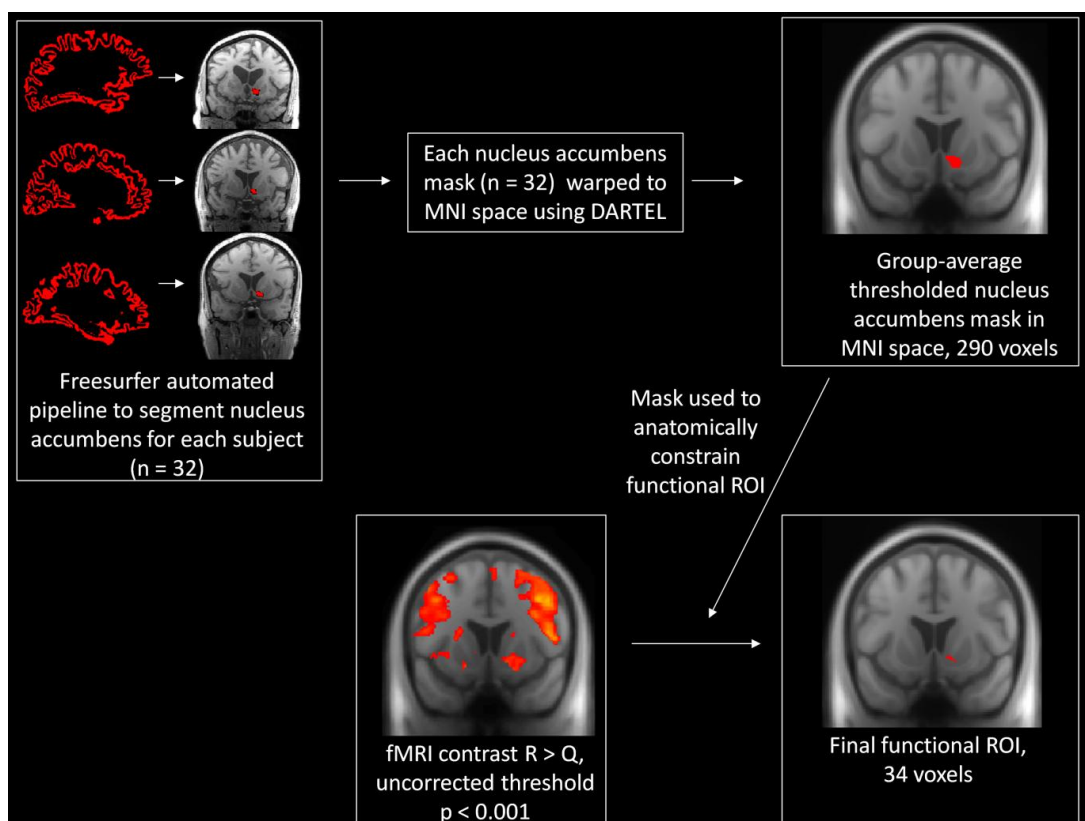 Freesurfer automated
pipeline to segment nucleus
accumbens for each subject
(n = 32)
Each nucleus accumbens
mask (n = 32) warped to
MNI space using DARTEL
Group-average
thresholded nucleus
accumbens mask in
MNI space, 290 voxels
Mask used to
anatomically
constrain
functional ROI
fMRI contrast R > Q,
uncorrected threshold
p < 0.001
Final functional ROI,
34 voxels